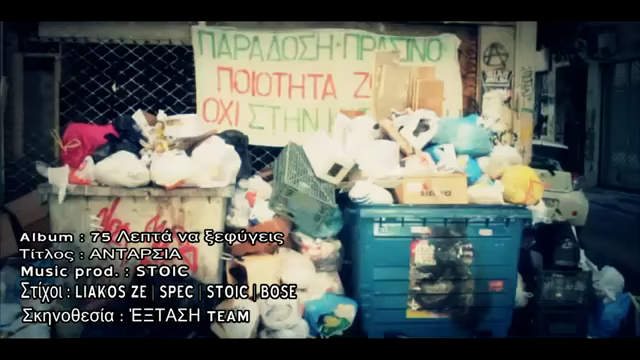 ΠΑΡΑΔΟΣΗ·ΠΡΑΣΙΝΟ
ΠΟΙΟΤΗΤΑ
ΟΧΙ ΣΤΗΝ
Album : 75 Λεπτά να ξεφύγεις
Τίτλος : ΑΝΤΑΡΣΙΑ
Music prod. : STOIC
Στίχοι : LIAKOS ZE | SPEC | STOIC | BOSE
Σκηνοθεσία : ΈΞΤΑΣΗ TEAM